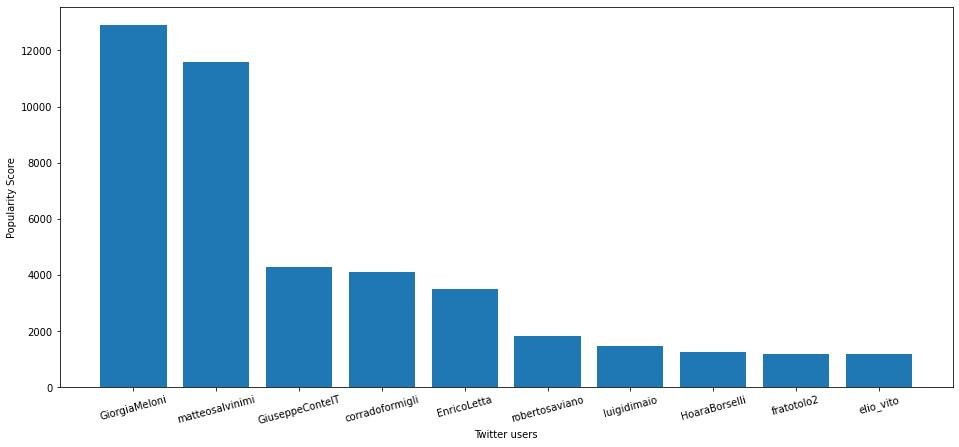 Popularity Score
12000
10000
8000
6000
4000
2000
0
GiorgiaMeloni
matteosalvinimi
GiuseppeConteIT
corradoformigli
EnricoLetta
robertosaviano
luigidimaio
HoaraBorselli
fratotolo2
elio_vito
Twitter users